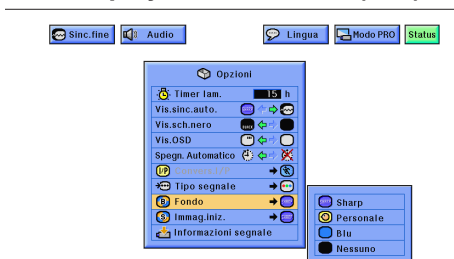 Sinc.fine Audio Lingua Modo PRO Status
Opzioni
Timer lam. 15 h
Vis.sinc.auto.
Vis.sch.nero
Vis.OSD
Spegn. Automatico
I/P
Tipo segnale
Fondo
Immag.iniz.
Informazioni segnale
Sharp
Personale
Blu
Nessuno